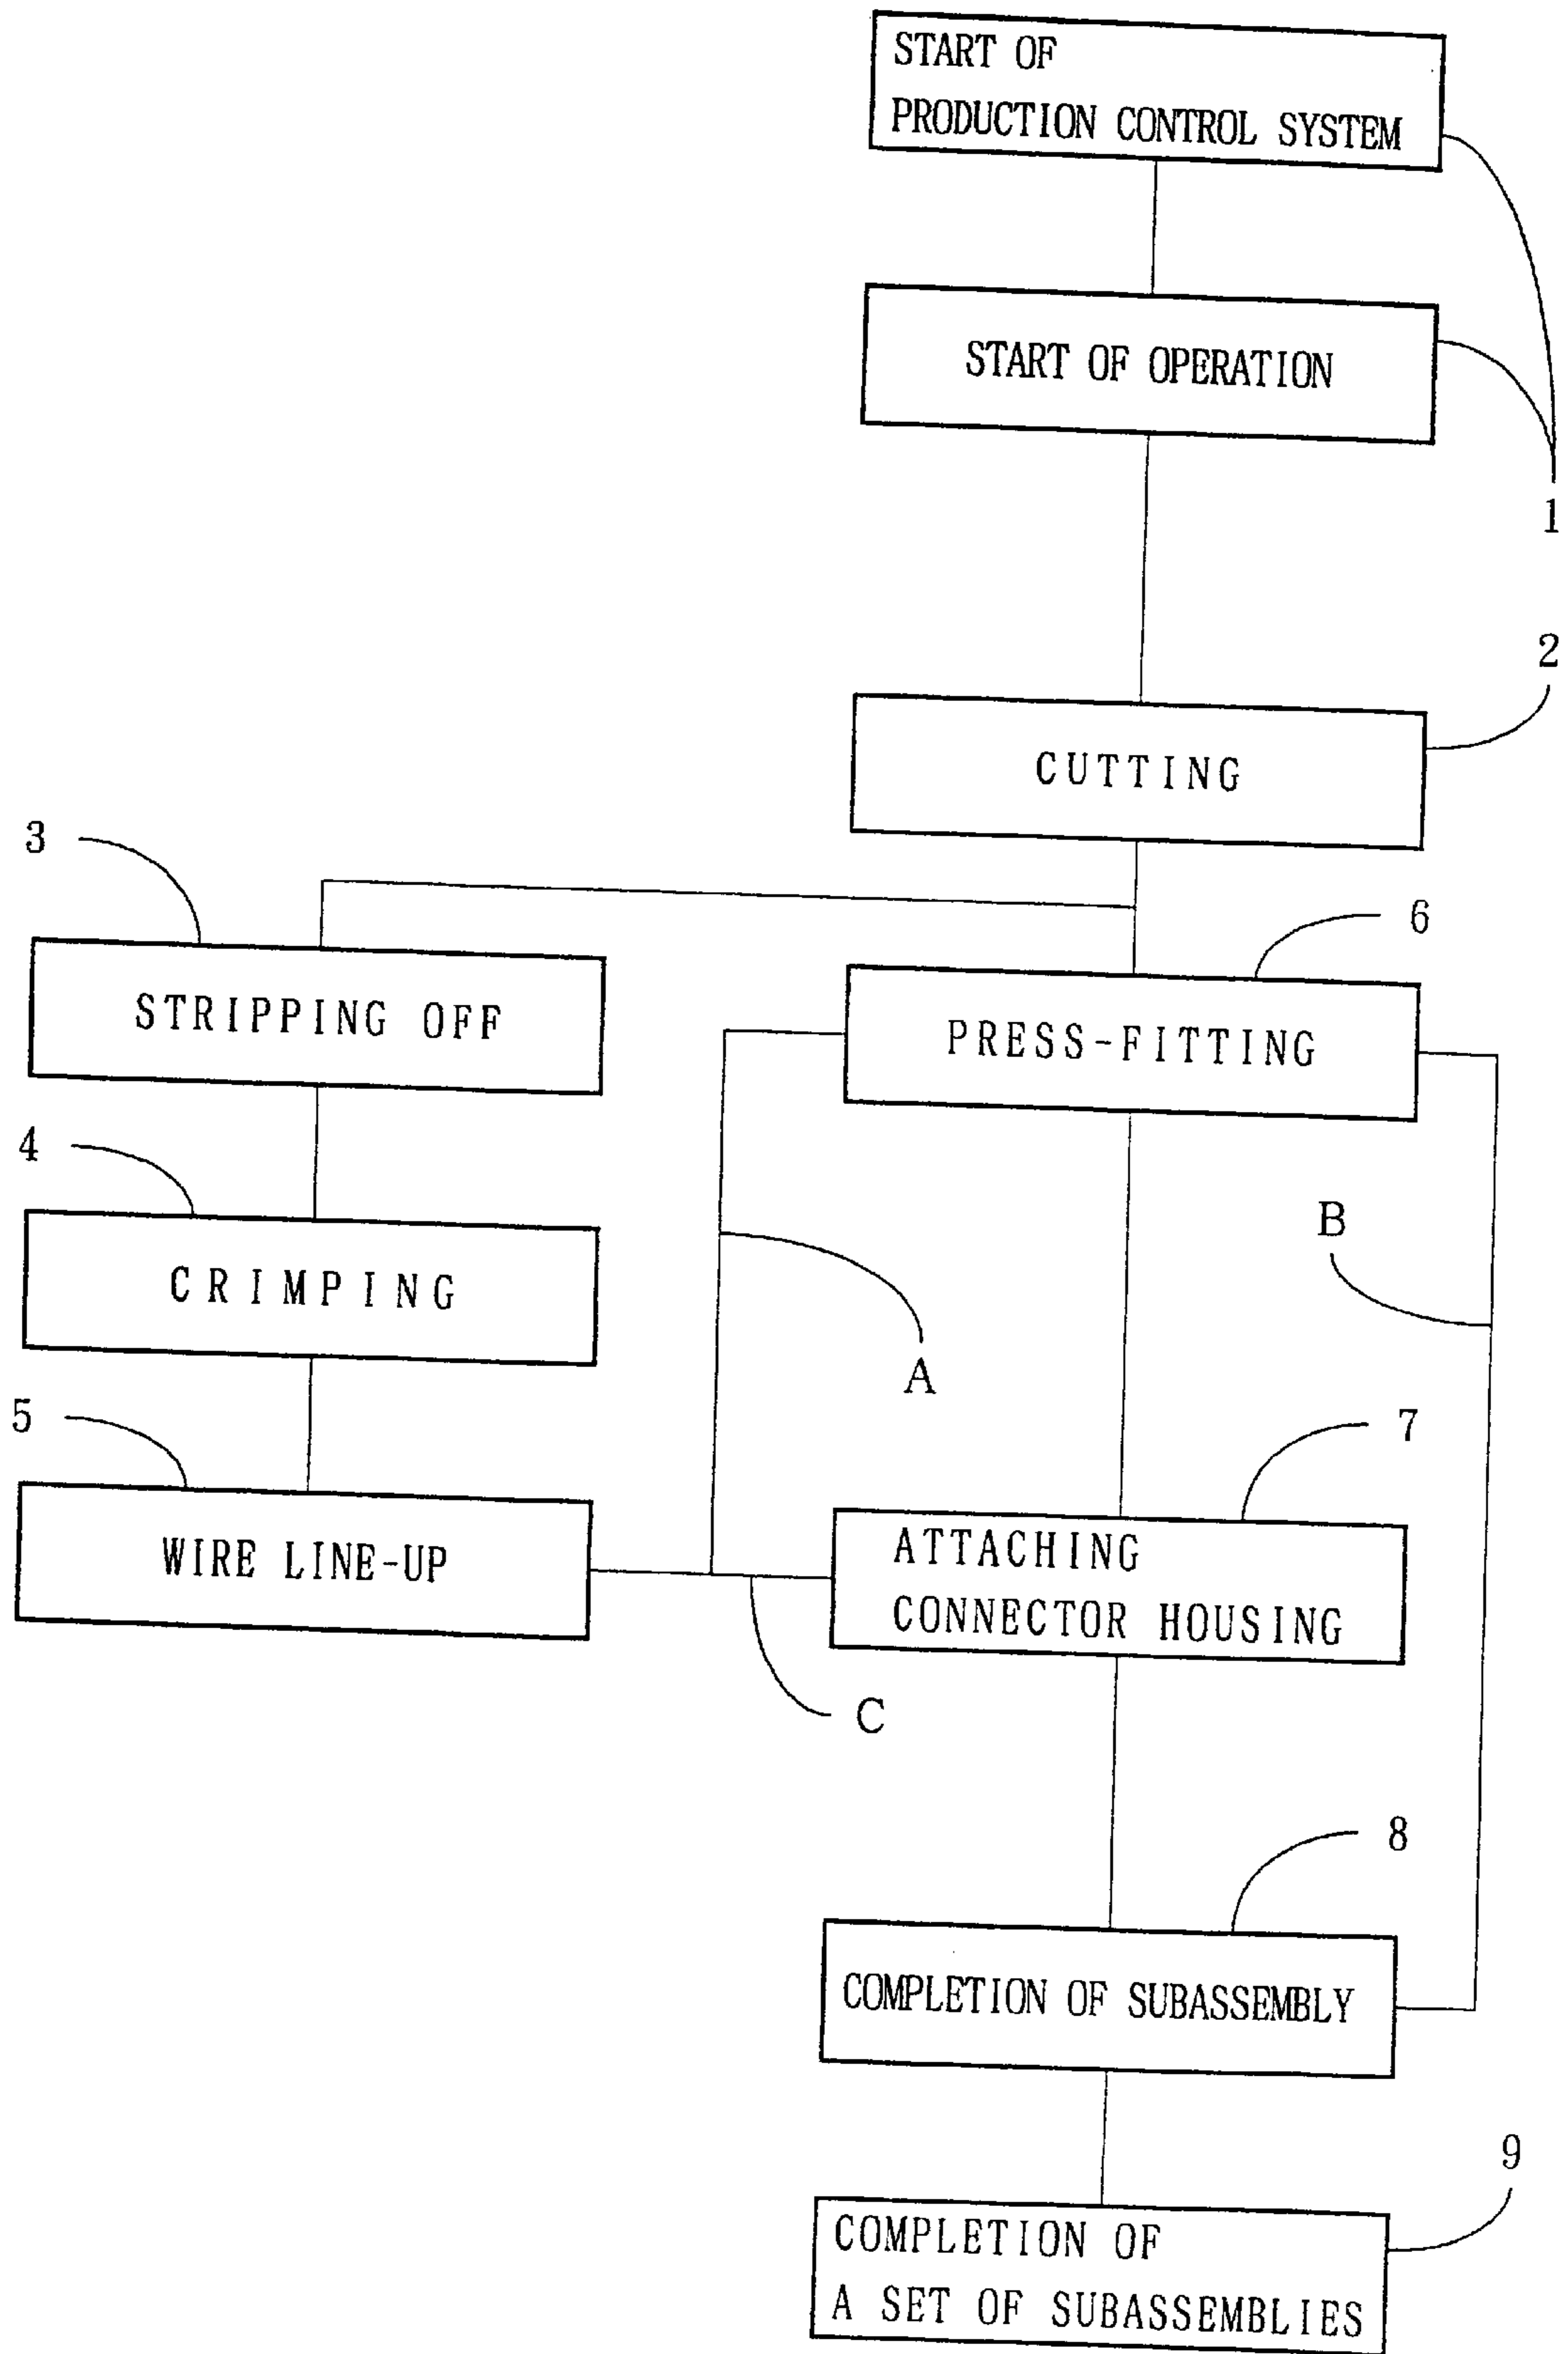 START OF
PRODUCTION CONTROL SYSTEM
START OF OPERATION
1
2
CUTTING
3
6
STRIPPING OFF
PRESS-FITTING
4
B
CRIMPING
A
5
7
WIRE LINE-UP
ATTACHING
CONNECTOR HOUSING
C
8
COMPLETION OF SUBASSEMBLY
9
COMPLETION OF
A SET OF SUBASSEMBLIES